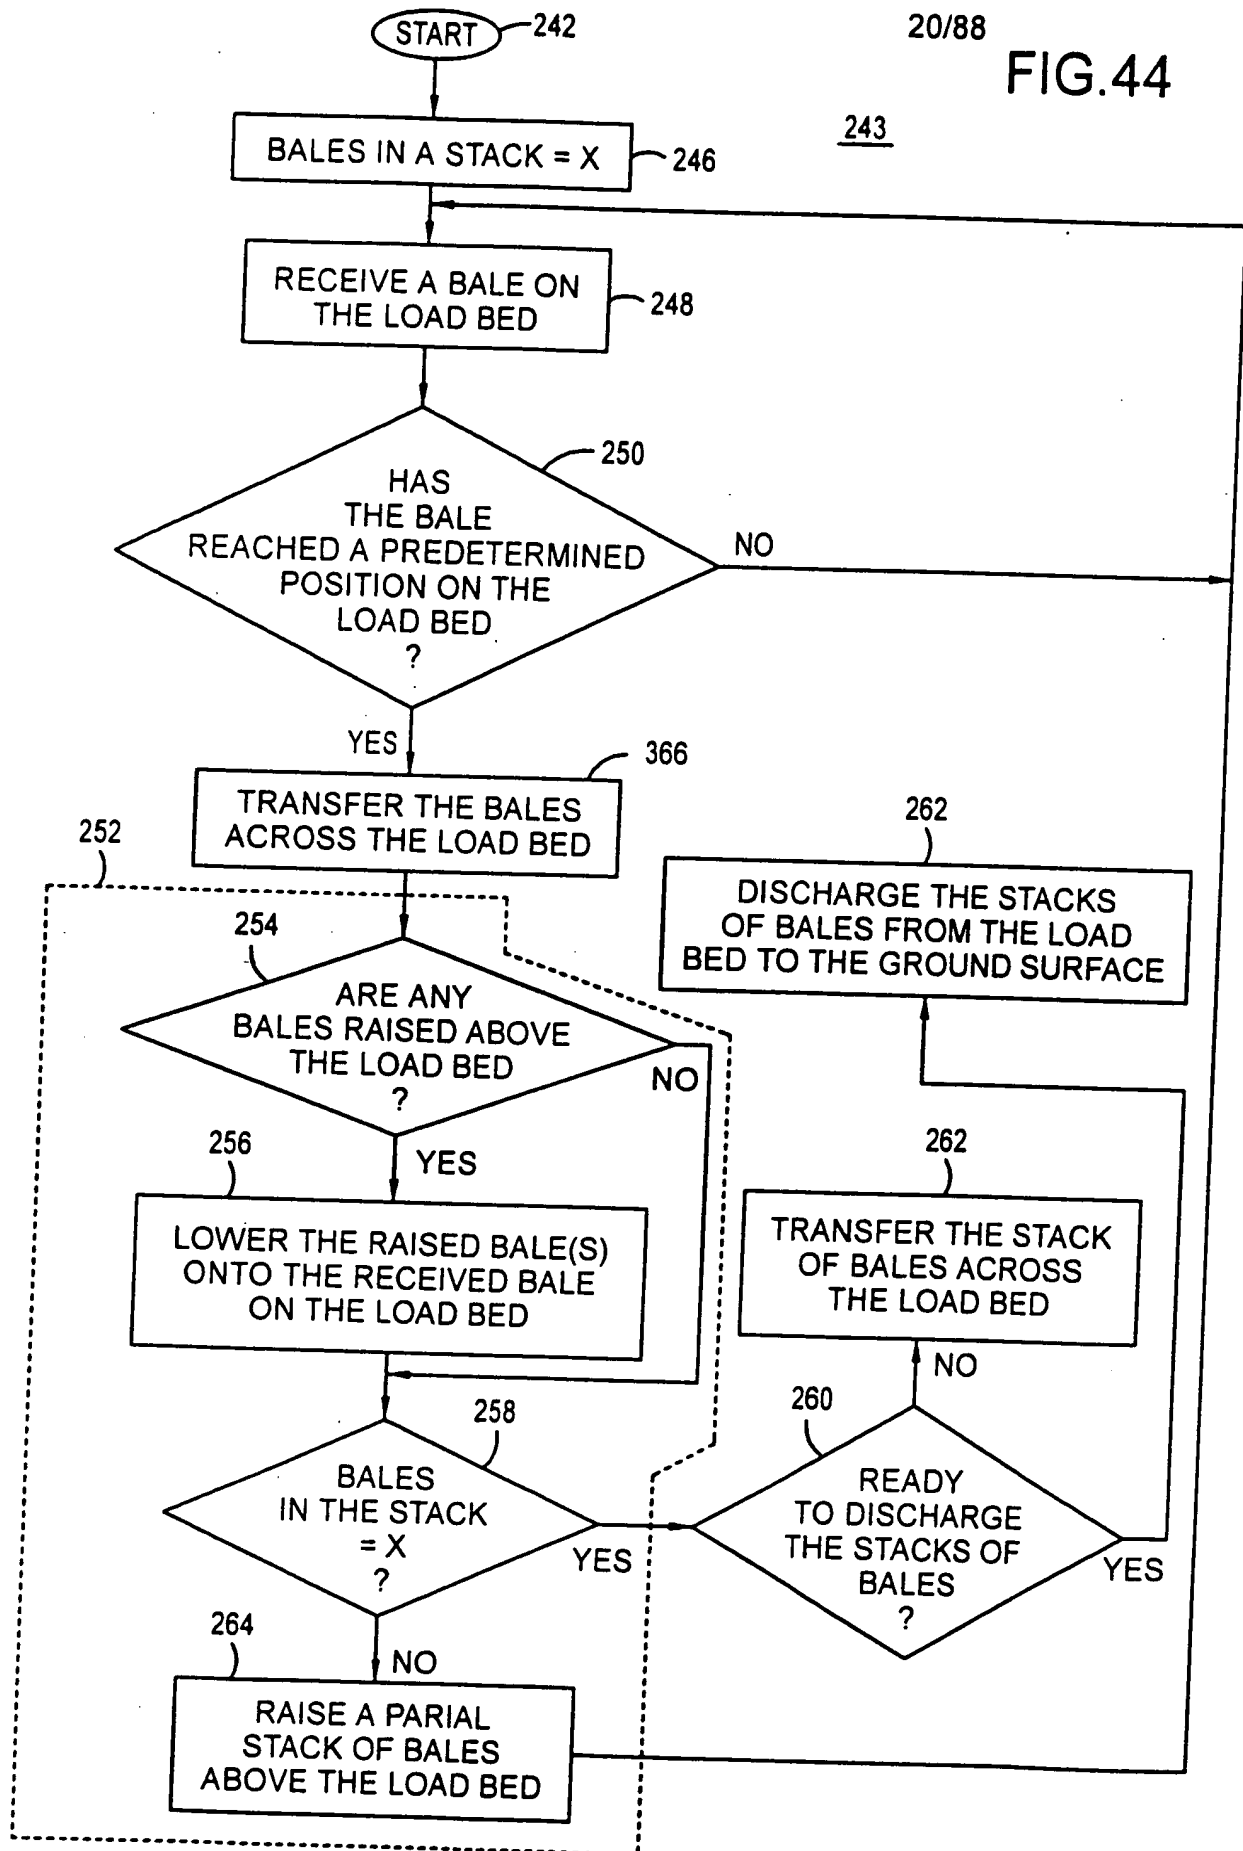 START
242
20/88
FIG.44
243
BALES IN A STACK = X
246
RECEIVE A BALE ON
THE LOAD BED
248
250
HAS
THE BALE
REACHED A PREDETERMINED
POSITION ON THE
LOAD BED
?
NO
YES
366
TRANSFER THE BALES
ACROSS THE LOAD BED
252
262
DISCHARGE THE STACKS
OF BALES FROM THE LOAD
BED TO THE GROUND SURFACE
254
ARE ANY
BALES RAISED ABOVE
THE LOAD BED
?
NO
YES
256
LOWER THE RAISED BALE(S)
ONTO THE RECEIVED BALE
ON THE LOAD BED
262
TRANSFER THE STACK
OF BALES ACROSS
THE LOAD BED
NO
258
BALES
IN THE STACK
= X
?
YES
260
READY
TO DISCHARGE
THE STACKS OF
BALES
?
YES
NO
264
RAISE A PARIAL
STACK OF BALES
ABOVE THE LOAD BED